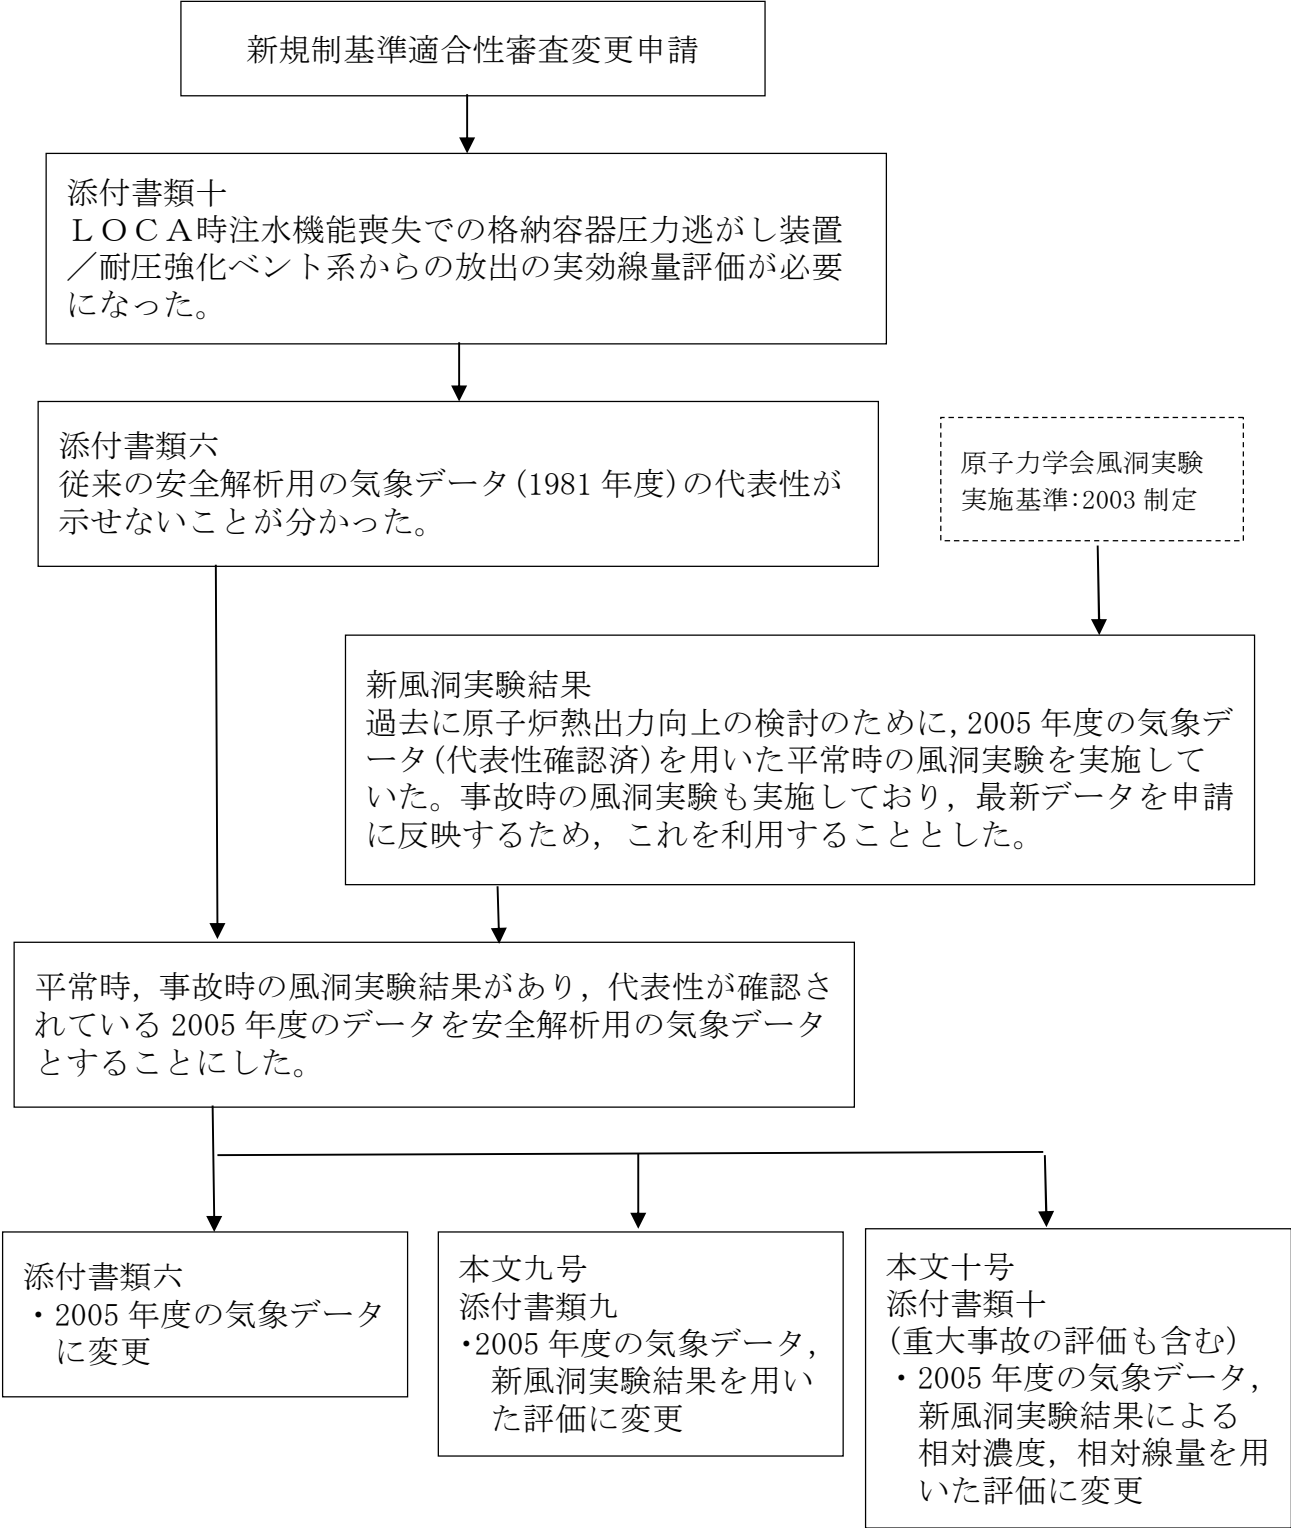 新規制基準適合性審査変更申請
添付書類十
ＬＯＣＡ時注水機能喪失での格納容器圧力逃がし装置
／耐圧強化ベント系からの放出の実効線量評価が必要
になった。
添付書類六
従来の安全解析用の気象データ(1981 年度)の代表性が
示せないことが分かった。
原子力学会風洞実験
実施基準:2003 制定
新風洞実験結果
過去に原子炉熱出力向上の検討のために, 2005 年度の気象デ
ータ(代表性確認済)を用いた平常時の風洞実験を実施して
いた。事故時の風洞実験も実施しており, 最新データを申請
に反映するため, これを利用することとした。
平常時, 事故時の風洞実験結果があり, 代表性が確認さ
れている 2005 年度のデータを安全解析用の気象データ
とすることにした。
添付書類六
・2005 年度の気象データ
に変更
本文九号
添付書類九
・2005 年度の気象データ,
新風洞実験結果を用い
た評価に変更
本文十号
添付書類十
(重大事故の評価も含む)
・2005 年度の気象データ,
新風洞実験結果による
相対濃度, 相対線量を用
いた評価に変更